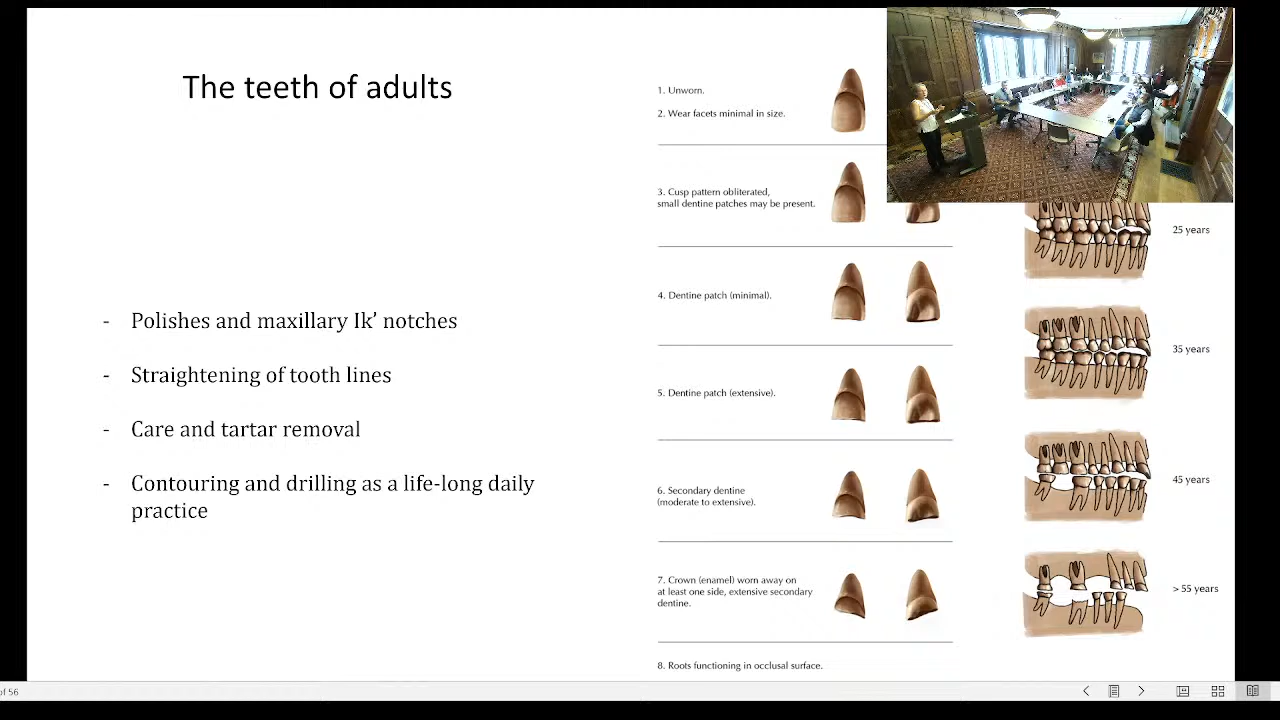 The teeth of adults
- Polishes and maxillary Ik’ notches
- Straightening of tooth lines
- Care and tartar removal
- Contouring and drilling as a life-long daily
practice
1. Unworn.
2. Wear facets minimal in size.
3. Cusp pattern obliterated,
small dentine patches may be present.
4. Dentine patch (minimal).
5. Dentine patch (extensive).
6. Secondary dentine
(moderate to extensive).
7. Crown (enamel) worn away on
at least one side, extensive secondary
dentine.
8. Roots functioning in occlusal surface.
25 years
35 years
45 years
> 55 years
of 56